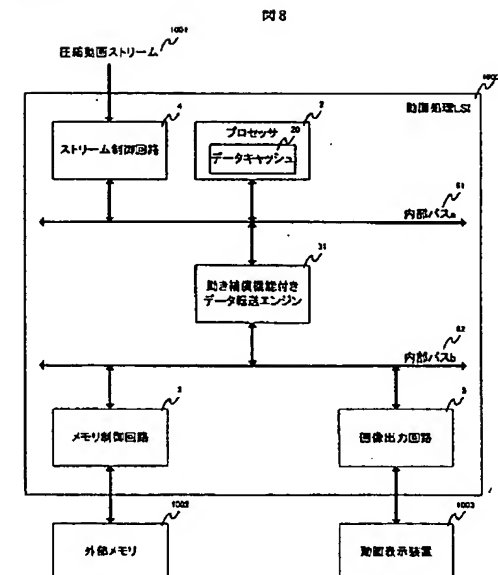 図8
1001
圧縮動画ストリーム
動画処理LSI
4
ストリーム制御回路
2
プロセッサ
20
データキャッシュ
61
内部バスa
31
動き補償機能付き
データ転送エンジン
62
内部バスb
メモリ制御回路
画像出力回路
1002
外部メモリ
1003
動画表示装置